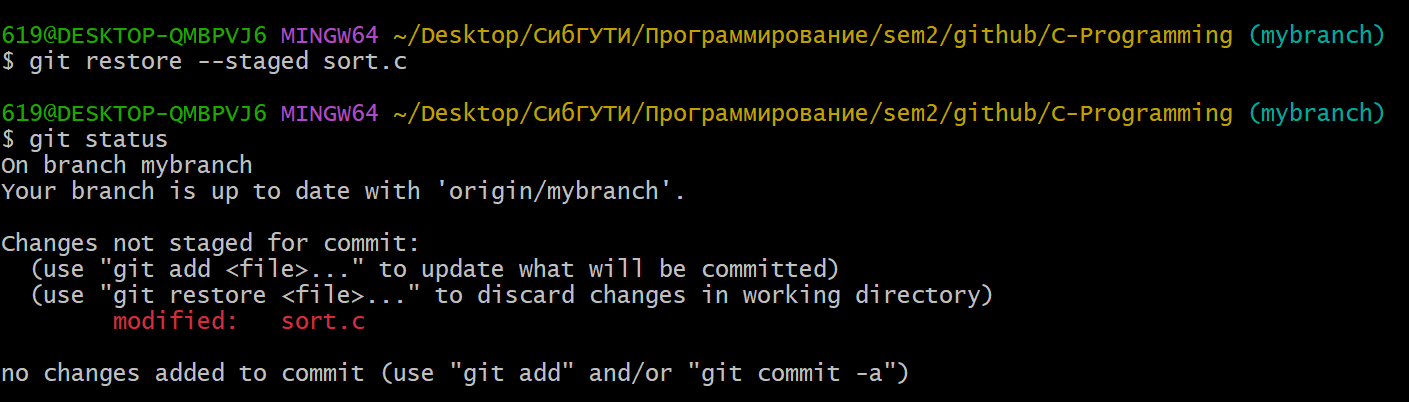 619@DESKTOP-QMBPVJ6 MINGW64 ~/Desktop/СибГУТИ/Программирование/sem2/github/C-Programming (mybranch)
$ git restore --staged sort.c
619@DESKTOP-QMBPVJ6 MINGW64 ~/Desktop/СибГУТИ/Программирование/sem2/github/C-Programming (mybranch)
$ git status
On branch mybranch
Your branch is up to date with 'origin/mybranch'.
Changes not staged for commit:
  (use "git add <file>..." to update what will be committed)
  (use "git restore <file>..." to discard changes in working directory)
        modified:   sort.c
no changes added to commit (use "git add" and/or "git commit -a")